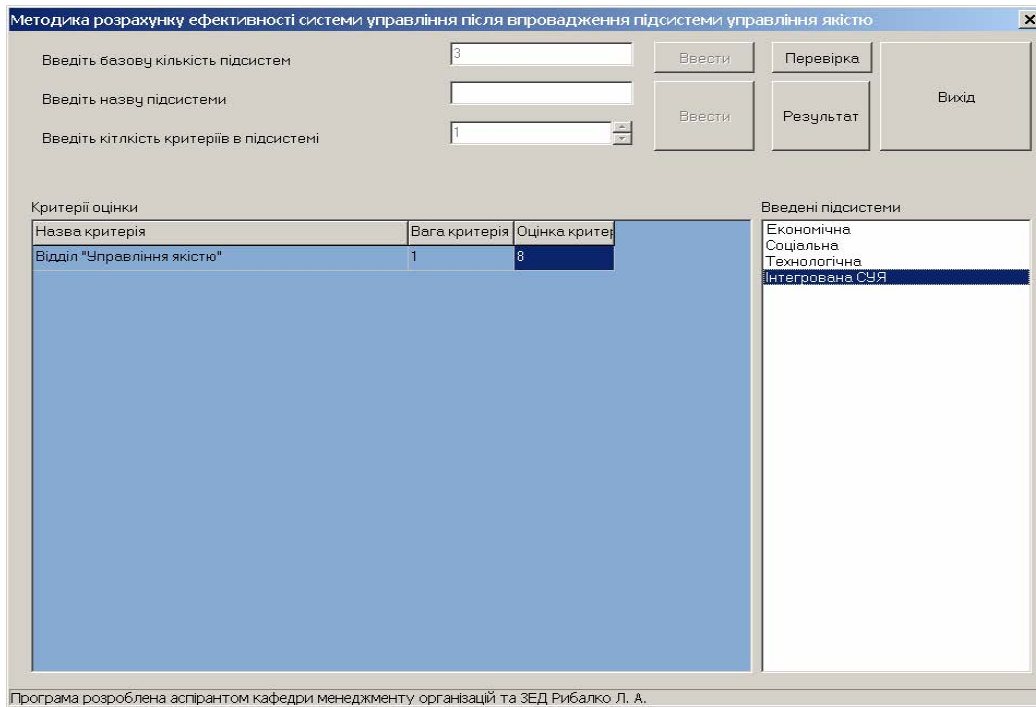 Методика розрахунку ефективності системи управління після впровадження підсистеми управління якістю
Введіть базову кількість підсистем
3
Ввести
Перевірка
Вихід
Введіть назву підсистеми
Ввести
Результат
Введіть кітлкість критеріїв в підсистемі
1
Критерії оцінки
Введені підсистеми
Назва критерія Вага критерія Оцінка критер
Відділ "Управління якістю" 1 8
Економічна
Соціальна
Технологічна
Інтегрована СУЯ
Програма розроблена аспірантом кафедри менеджменту організацій та ЗЕД Рибалко Л. А.